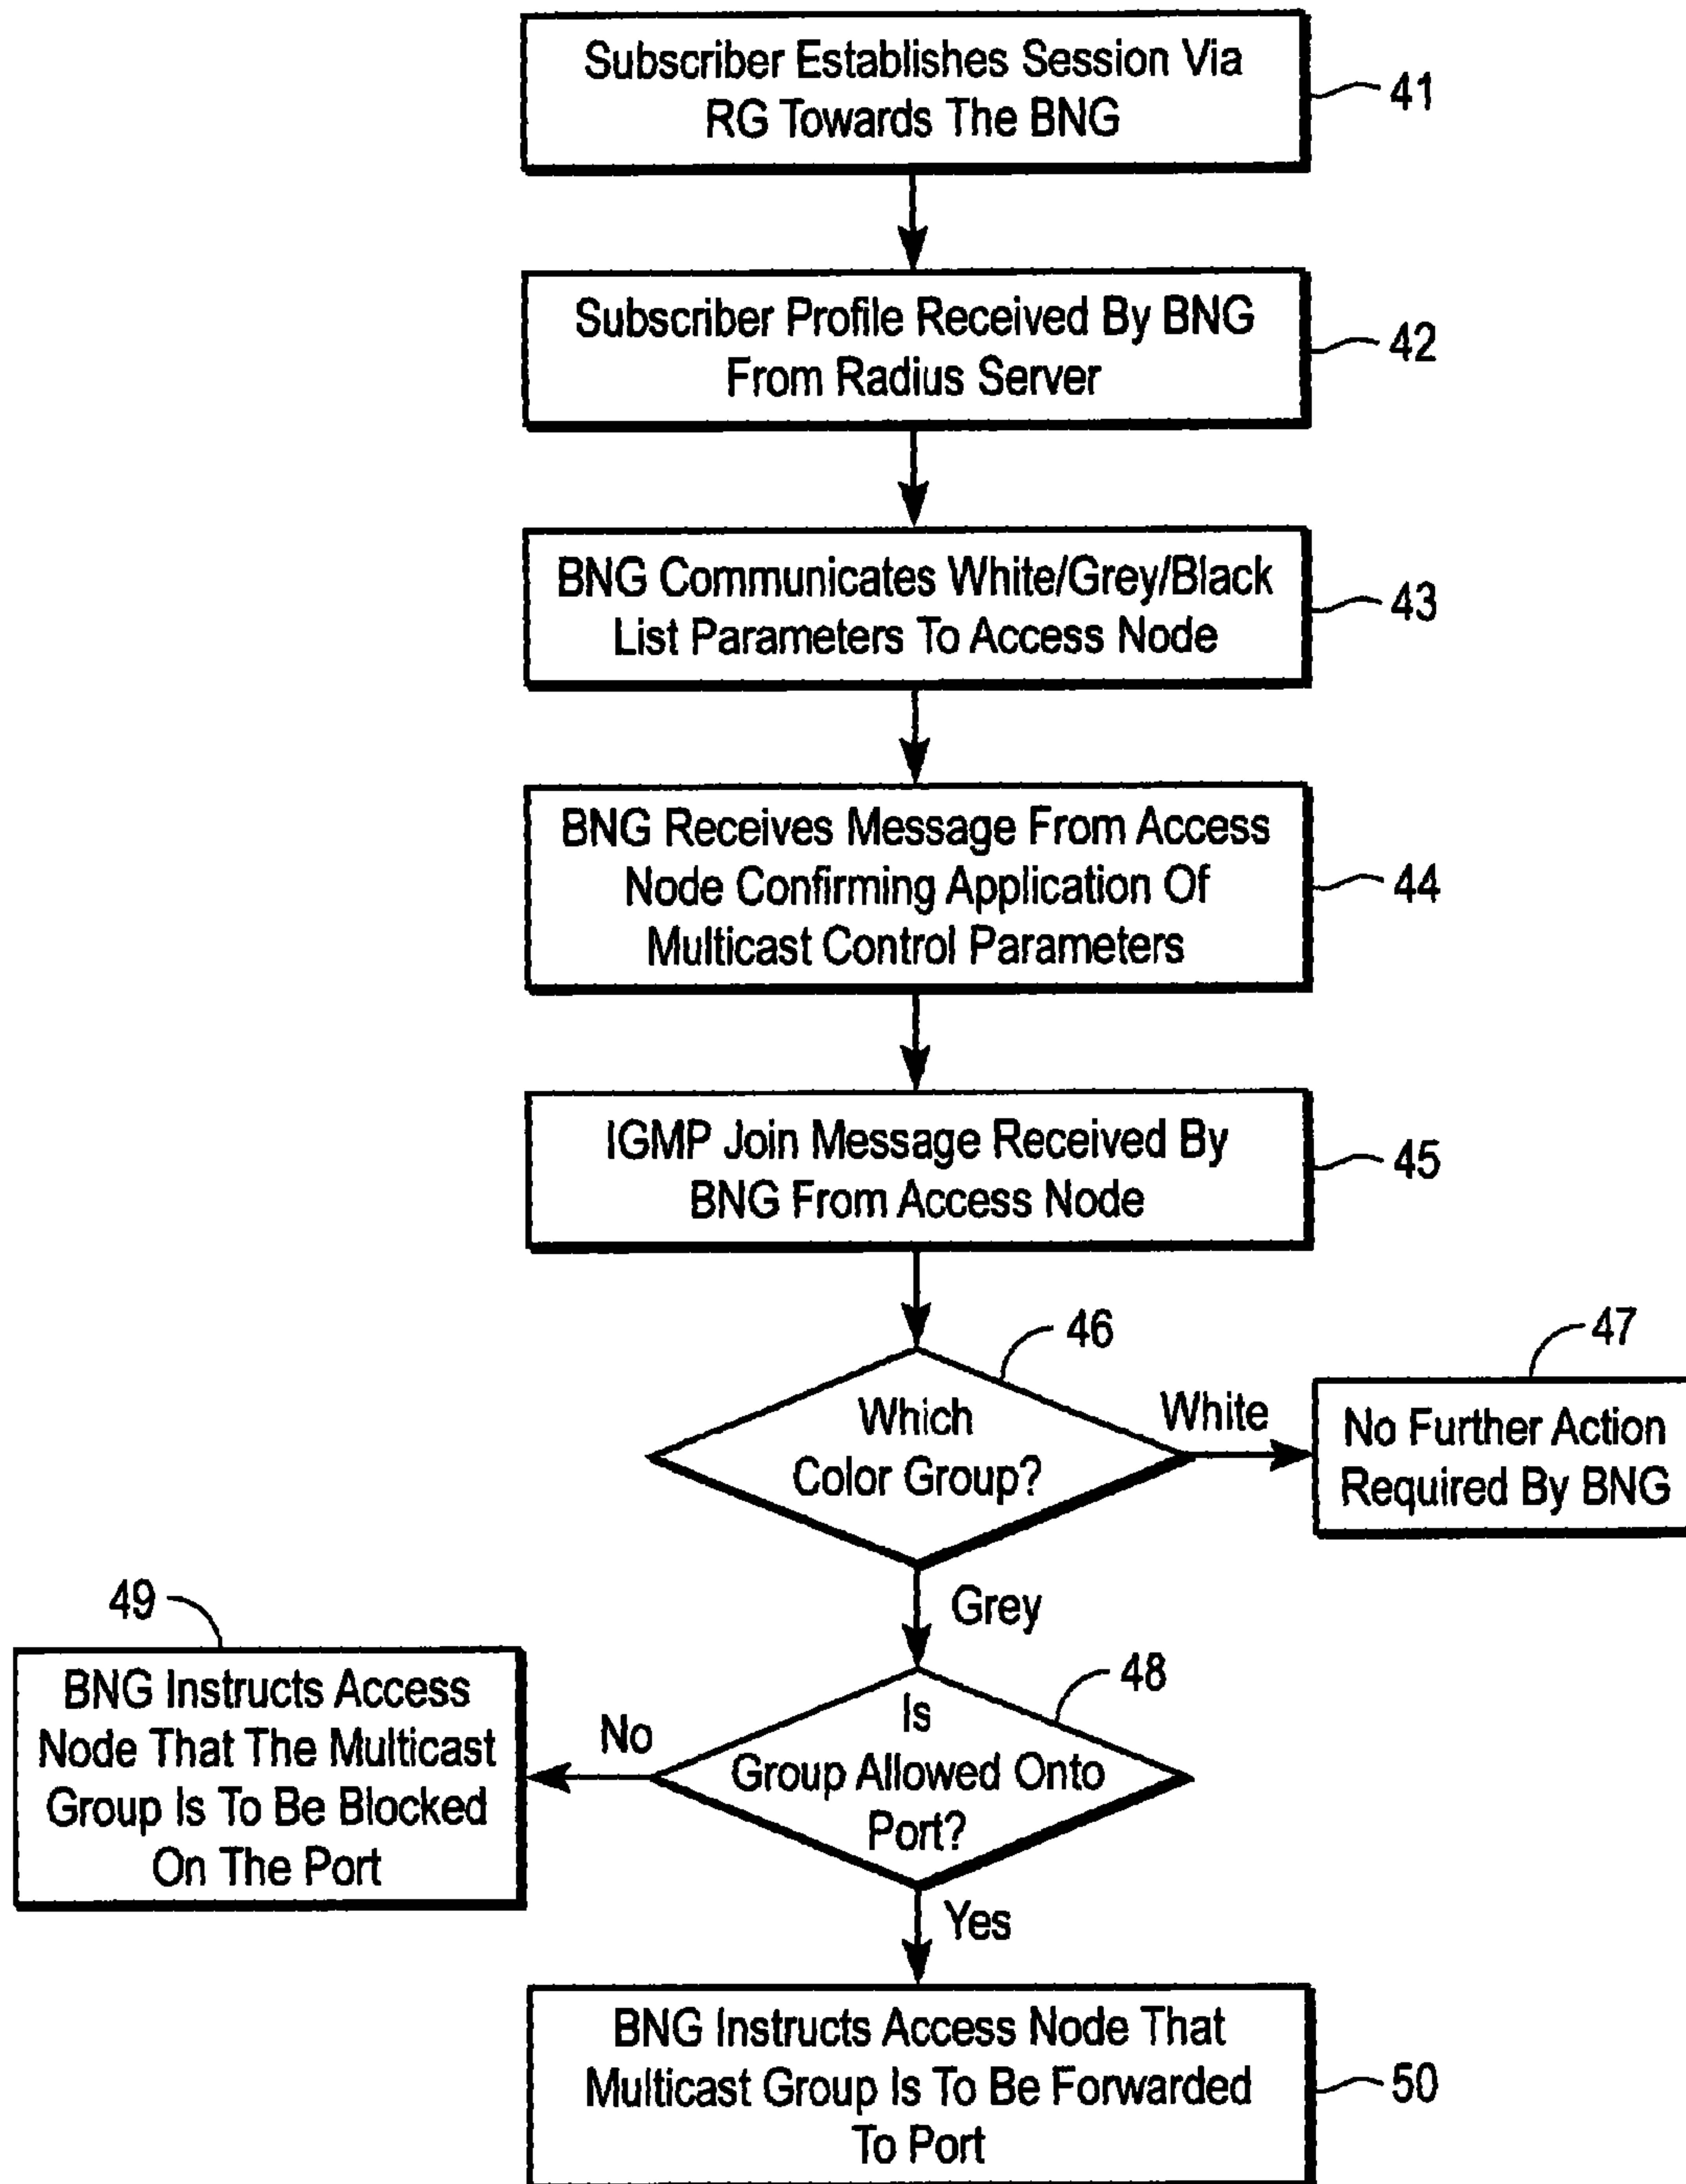 Subscriber Establishes Session Via
RG Towards The BNG
41
Subscriber Profile Received By BNG
From Radius Server
42
BNG Communicates White/Grey/Black
List Parameters To Access Node
43
BNG Receives Message From Access
Node Confirming Application Of
Multicast Control Parameters
44
IGMP Join Message Received By
BNG From Access Node
45
46
Which
Color Group?
White
47
No Further Action
Required By BNG
Grey
48
Is
Group Allowed Onto
Port?
No
49
BNG Instructs Access
Node That The Multicast
Group Is To Be Blocked
On The Port
Yes
BNG Instructs Access Node That
Multicast Group Is To Be Forwarded
To Port
50